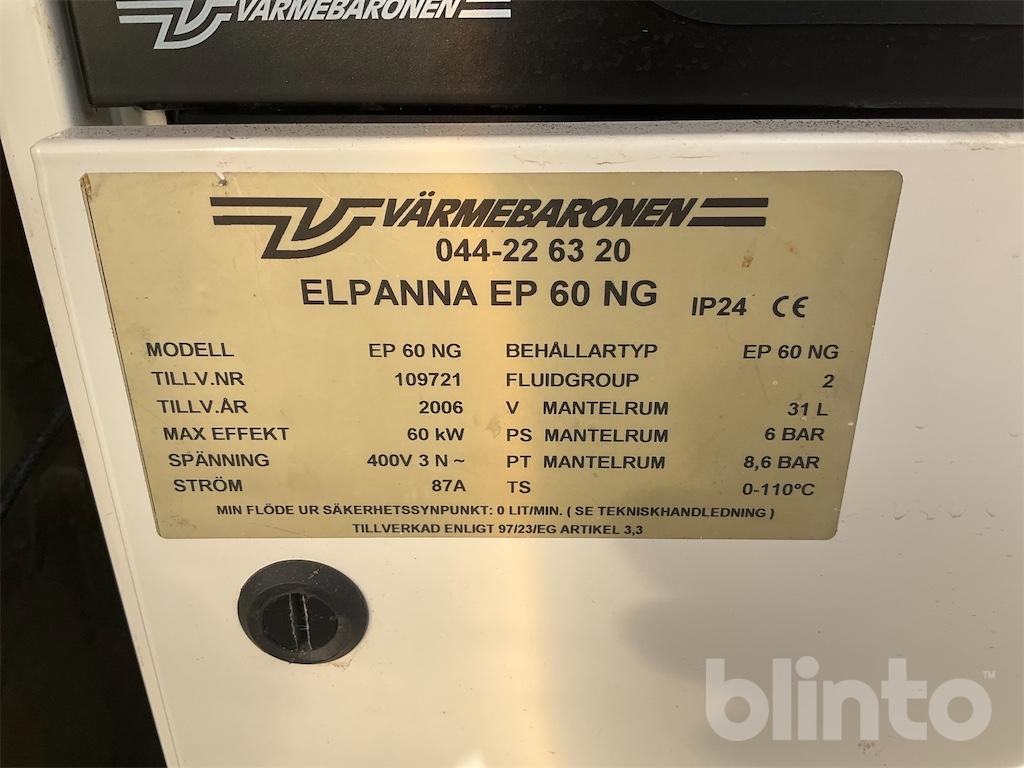 VÄRMEBARONEN
VÄRMEBARONEN
044-22 63 20
ELPANNA EP 60 NG IP24 CE
MODELL EP 60 NG BEHÅLLARTYP EP 60 NG
TILLV.NR 109721 FLUIDGROUP 2
TILLV.ÅR 2006 V MANTELRUM 31 L
MAX EFFEKT 60 kW PS MANTELRUM 6 BAR
SPÄNNING 400V 3 N ~ PT MANTELRUM 8,6 BAR
STRÖM 87A TS 0-110°C
MIN FLÖDE UR SÄKERHETSSYNPUNKT: 0 LIT/MIN. ( SE TEKNISKHANDLEDNING )
TILLVERKAD ENLIGT 97/23/EG ARTIKEL 3,3
blinto™